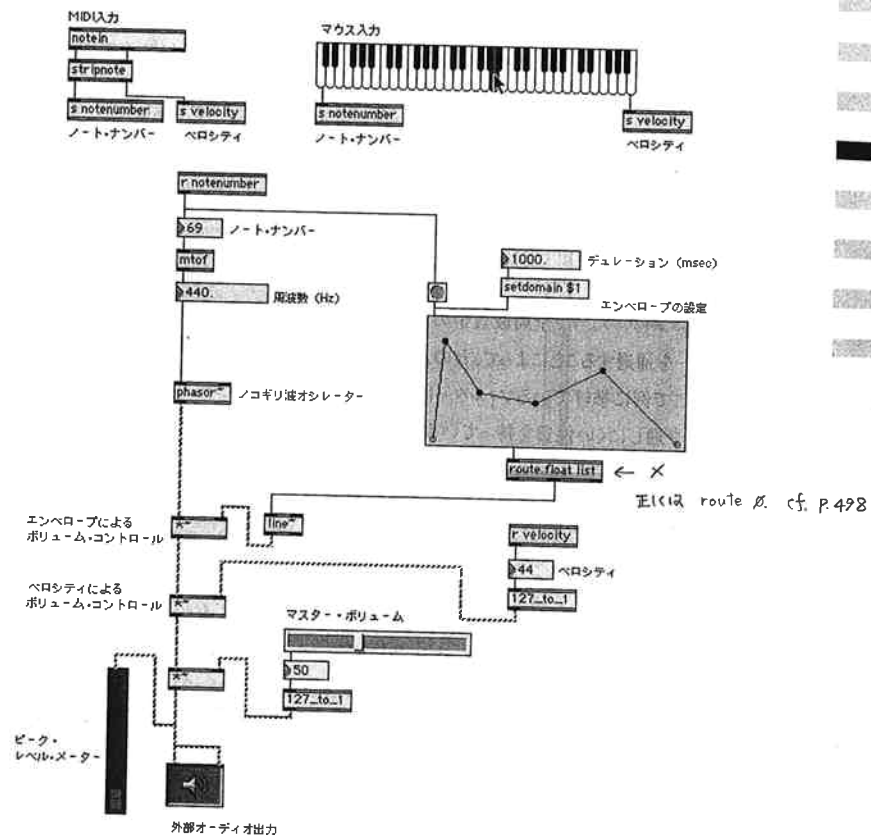 MIDI入力
notein
stripnote
s notenumber
s velocity
ノート・ナンバー
ベロシティ
マウス入力
s notenumber
s velocity
ノート・ナンバー
ベロシティ
r notenumber
69
ノート・ナンバー
mtof
440.
周波数 (Hz)
1000.
デュレーション (msec)
setdomain $1
エンベロープの設定
phasor~
ノコギリ波オシレーター
route float list
← ×
正しくは route 0. cf. P.498
エンベロープによる
ボリューム・コントロール
*~
line~
r velocity
44
ベロシティ
127_to_1
ベロシティによる
ボリューム・コントロール
*~
マスター・ボリューム
50
127_to_1
*~
ピーク・
レベル・メーター
外部オーディオ出力